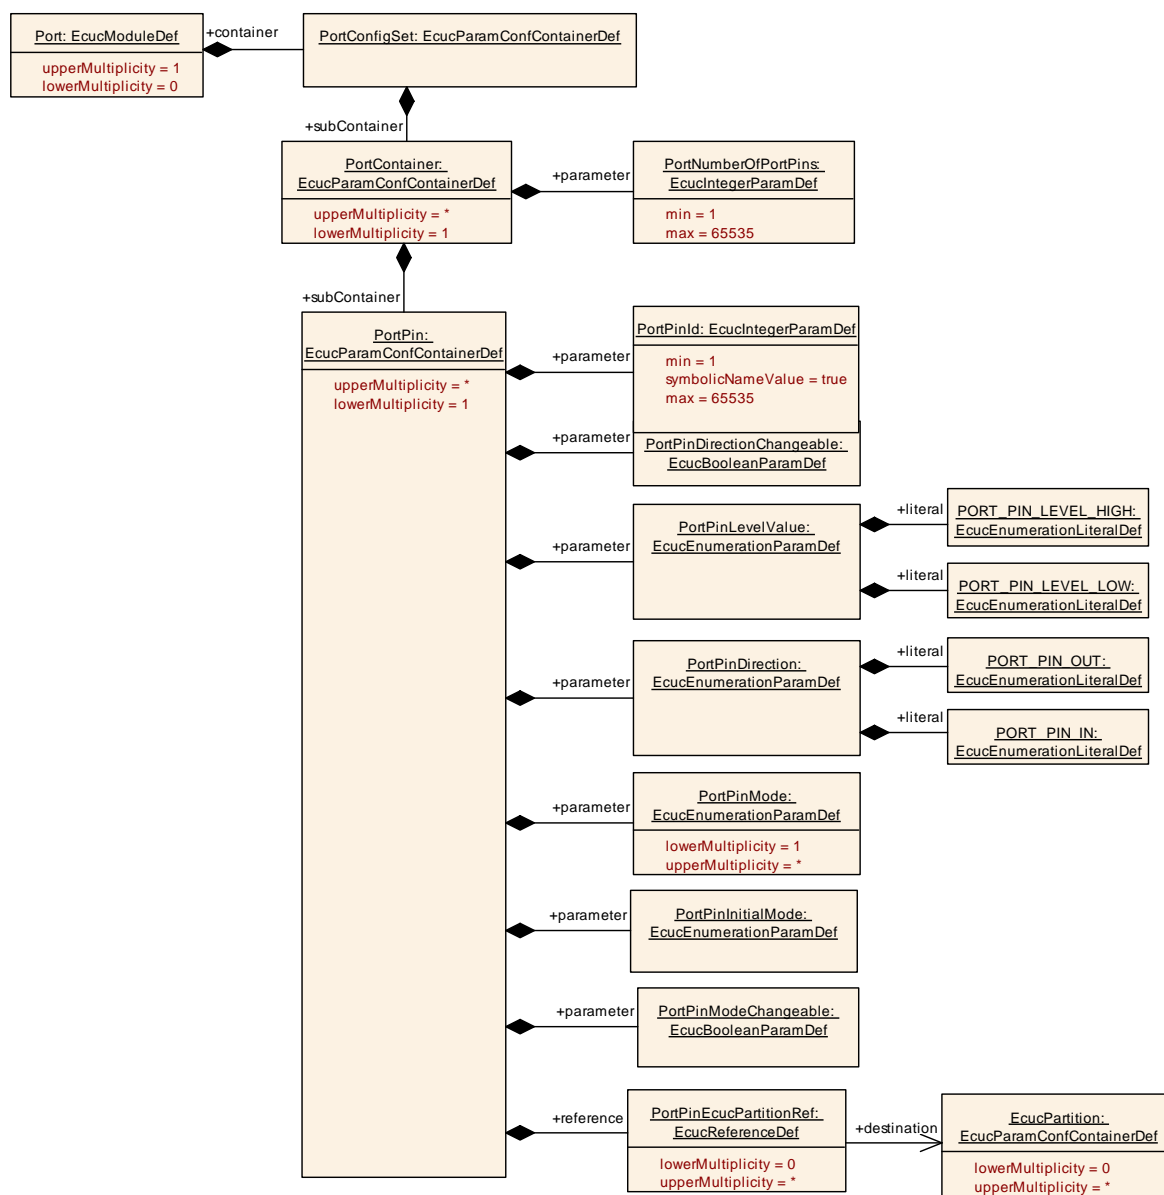 Port: EcucModuleDef
upperMultiplicity = 1
lowerMultiplicity = 0
+container
PortConfigSet: EcucParamConfContainerDef
+subContainer
PortContainer:
EcucParamConfContainerDef
upperMultiplicity = *
lowerMultiplicity = 1
+parameter
PortNumberOfPortPins:
EcucIntegerParamDef
min = 1
max = 65535
+subContainer
PortPin:
EcucParamConfContainerDef
upperMultiplicity = *
lowerMultiplicity = 1
+parameter
PortPinId: EcucIntegerParamDef
min = 1
symbolicNameValue = true
max = 65535
+parameter
PortPinDirectionChangeable:
EcucBooleanParamDef
+parameter
PortPinLevelValue:
EcucEnumerationParamDef
+literal
PORT_PIN_LEVEL_HIGH:
EcucEnumerationLiteralDef
+literal
PORT_PIN_LEVEL_LOW:
EcucEnumerationLiteralDef
+parameter
PortPinDirection:
EcucEnumerationParamDef
+literal
PORT_PIN_OUT:
EcucEnumerationLiteralDef
+literal
PORT_PIN_IN:
EcucEnumerationLiteralDef
+parameter
PortPinMode:
EcucEnumerationParamDef
lowerMultiplicity = 1
upperMultiplicity = *
+parameter
PortPinInitialMode:
EcucEnumerationParamDef
+parameter
PortPinModeChangeable:
EcucBooleanParamDef
+reference
PortPinEcucPartitionRef:
EcucReferenceDef
lowerMultiplicity = 0
upperMultiplicity = *
+destination
EcucPartition:
EcucParamConfContainerDef
lowerMultiplicity = 0
upperMultiplicity = *